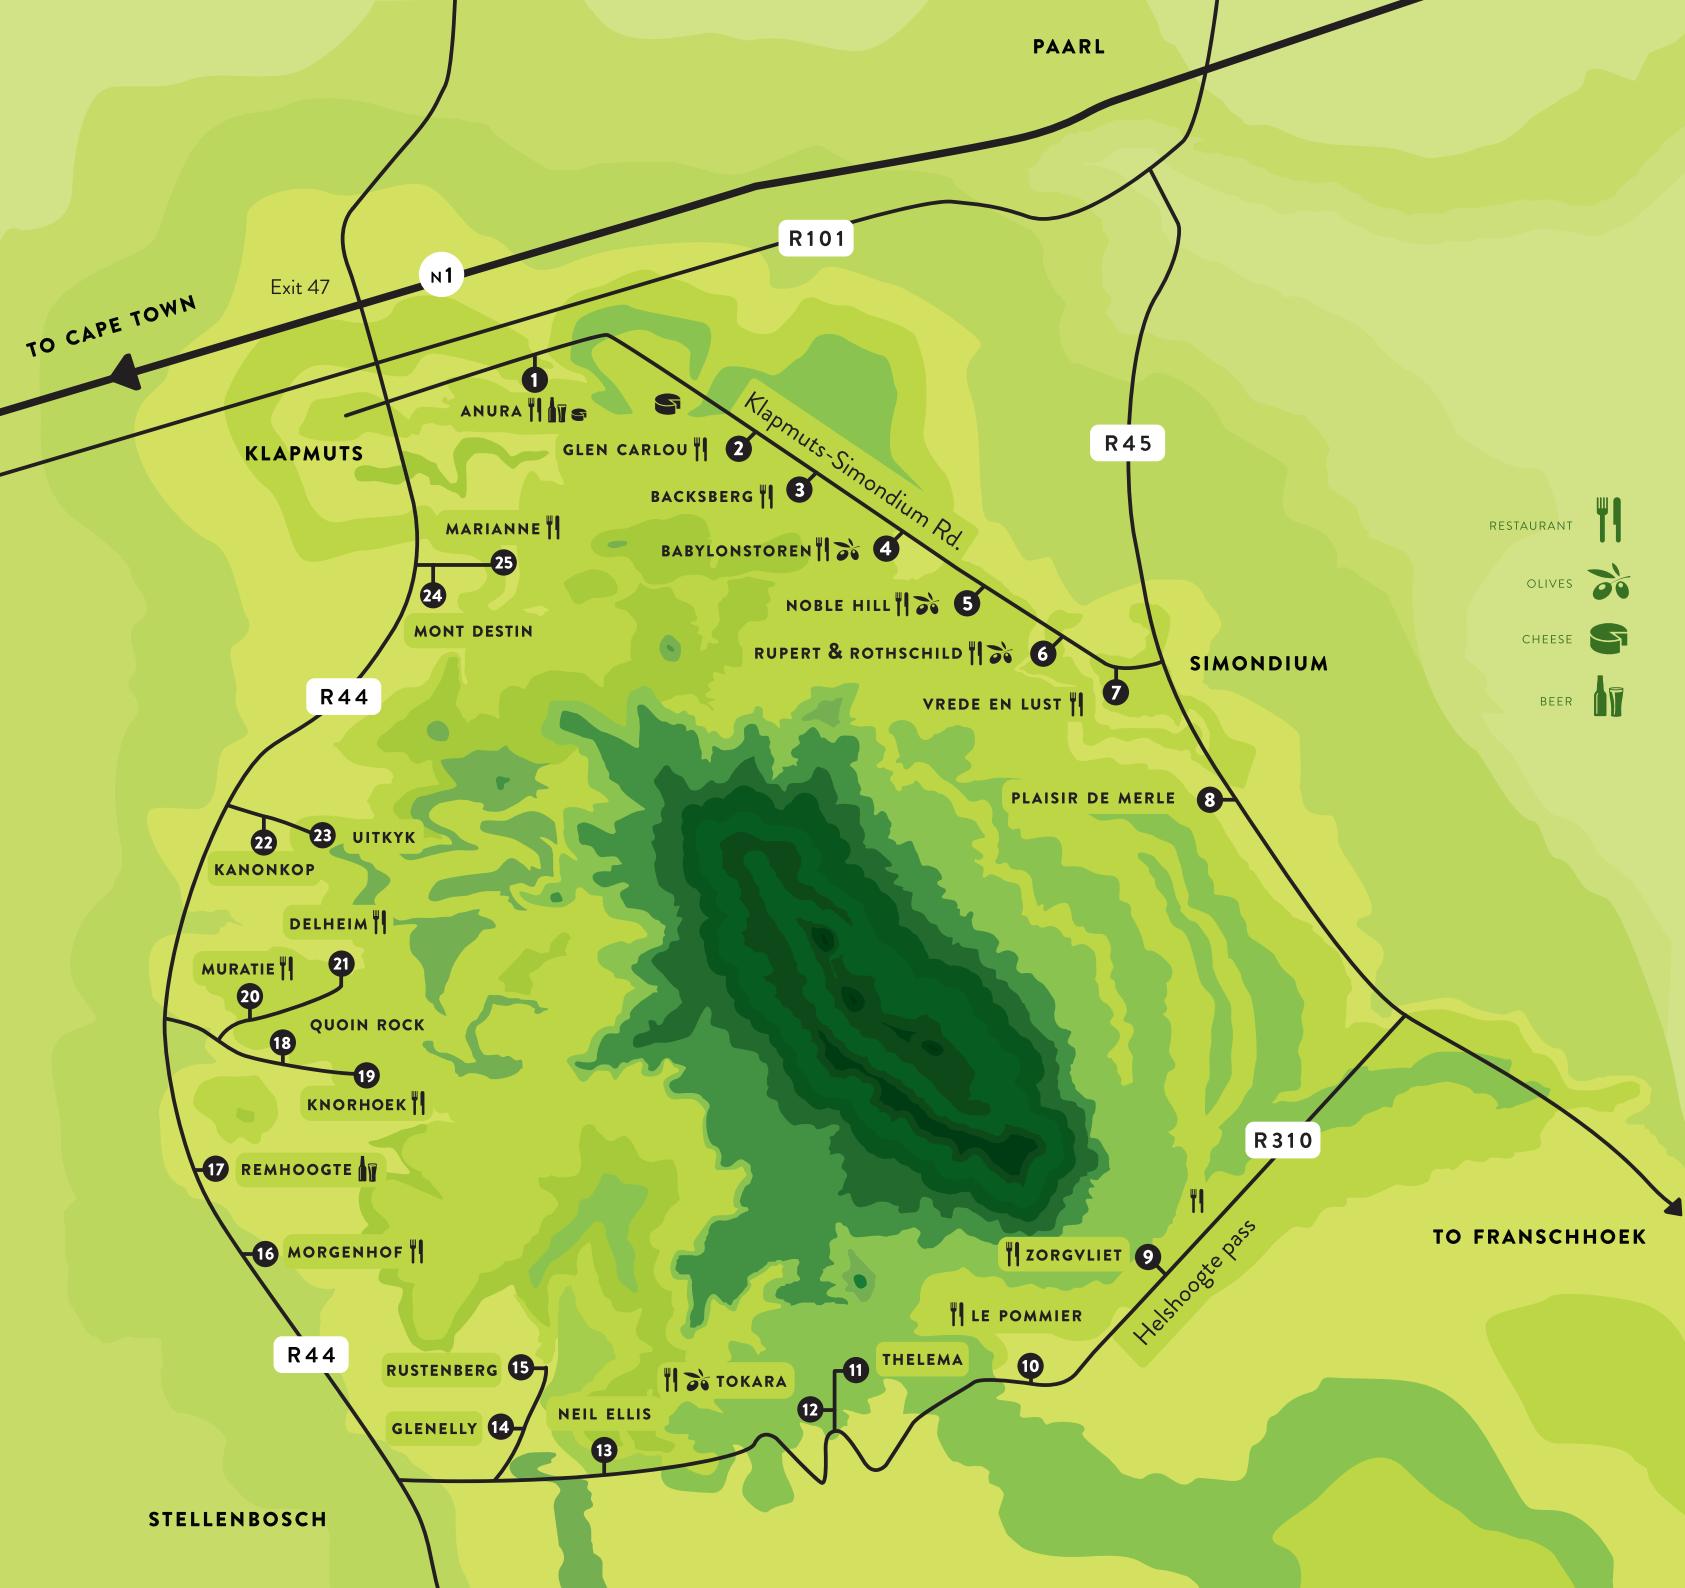 PAARL
R101
N1
Exit 47
TO CAPE TOWN
1
ANURA
KLAPMUTS
GLEN CARLOU
2
Klapmuts-Simondium Rd.
R45
BACKSBERG
3
RESTAURANT
MARIANNE
BABYLONSTOREN
4
25
OLIVES
24
NOBLE HILL
5
MONT DESTIN
CHEESE
RUPERT & ROTHSCHILD
6
SIMONDIUM
R44
VREDE EN LUST
7
BEER
PLAISIR DE MERLE
8
22
23
UITKYK
KANONKOP
DELHEIM
MURATIE
21
20
QUOIN ROCK
18
19
KNORHOEK
R310
17
REMHOOGTE
16
MORGENHOF
ZORGVLIET
9
Helshoogte pass
TO FRANSCHHOEK
LE POMMIER
R44
RUSTENBERG
15
TOKARA
11
THELEMA
10
12
NEIL ELLIS
GLENELLY
14
13
STELLENBOSCH